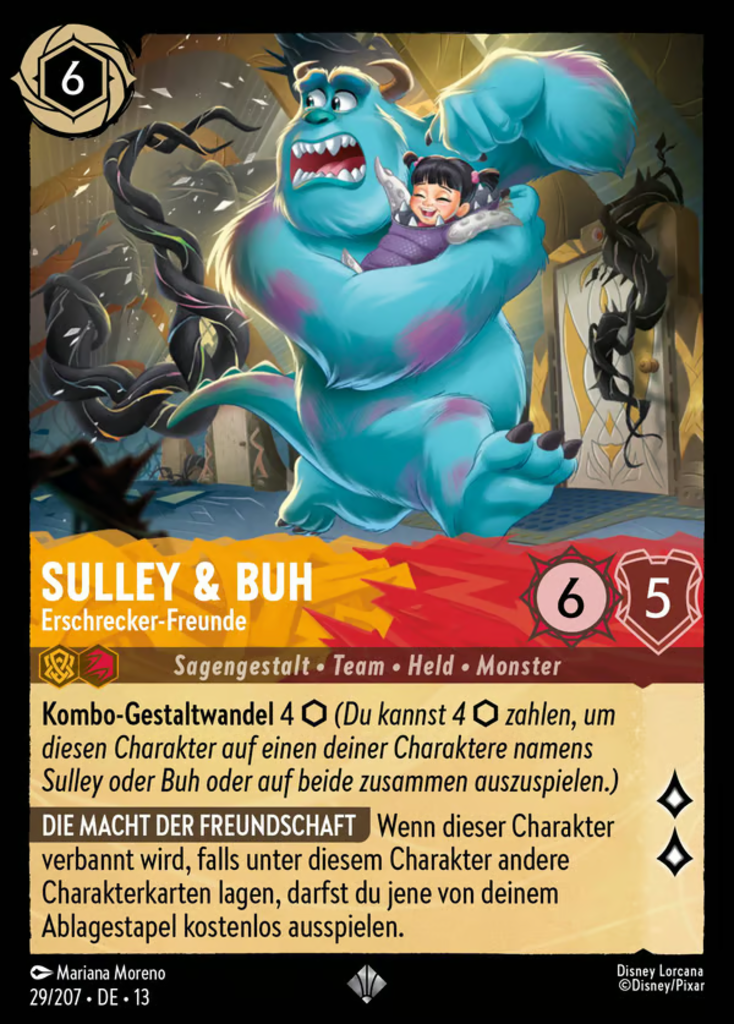 6
SULLEY & BUH
Erschrecker-Freunde
6
5
Sagengestalt • Team • Held • Monster
Kombo-Gestaltwandel 4 ⬡ (Du kannst 4 ⬡ zahlen, um
diesen Charakter auf einen deiner Charaktere namens
Sulley oder Buh oder auf beide zusammen auszuspielen.)
DIE MACHT DER FREUNDSCHAFT Wenn dieser Charakter
verbannt wird, falls unter diesem Charakter andere
Charakterkarten lagen, darfst du jene von deinem
Ablagestapel kostenlos ausspielen.
Mariana Moreno
29/207 • DE • 13
Disney Lorcana
©Disney/Pixar